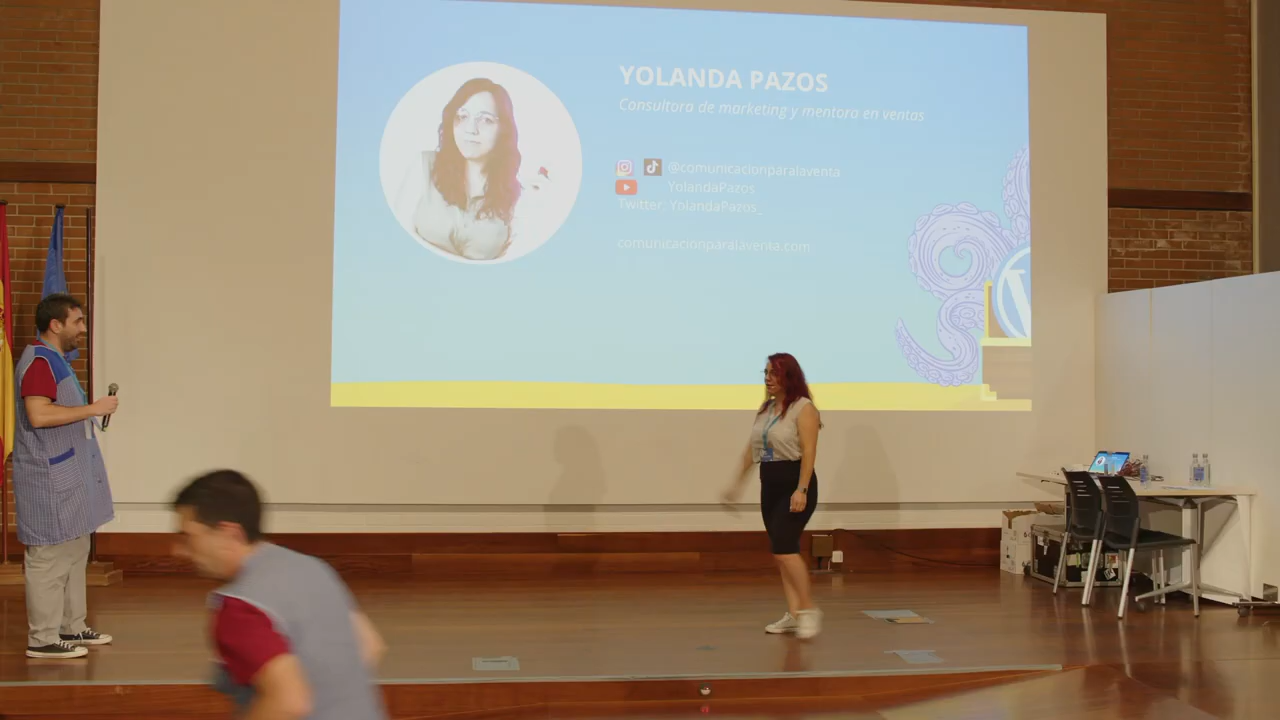 YOLANDA PAZOS
Consultora de marketing y mentora en ventas
@comunicacionparalaventa
YolandaPazos
Twitter: YolandaPazos_
comunicacionparalaventa.com